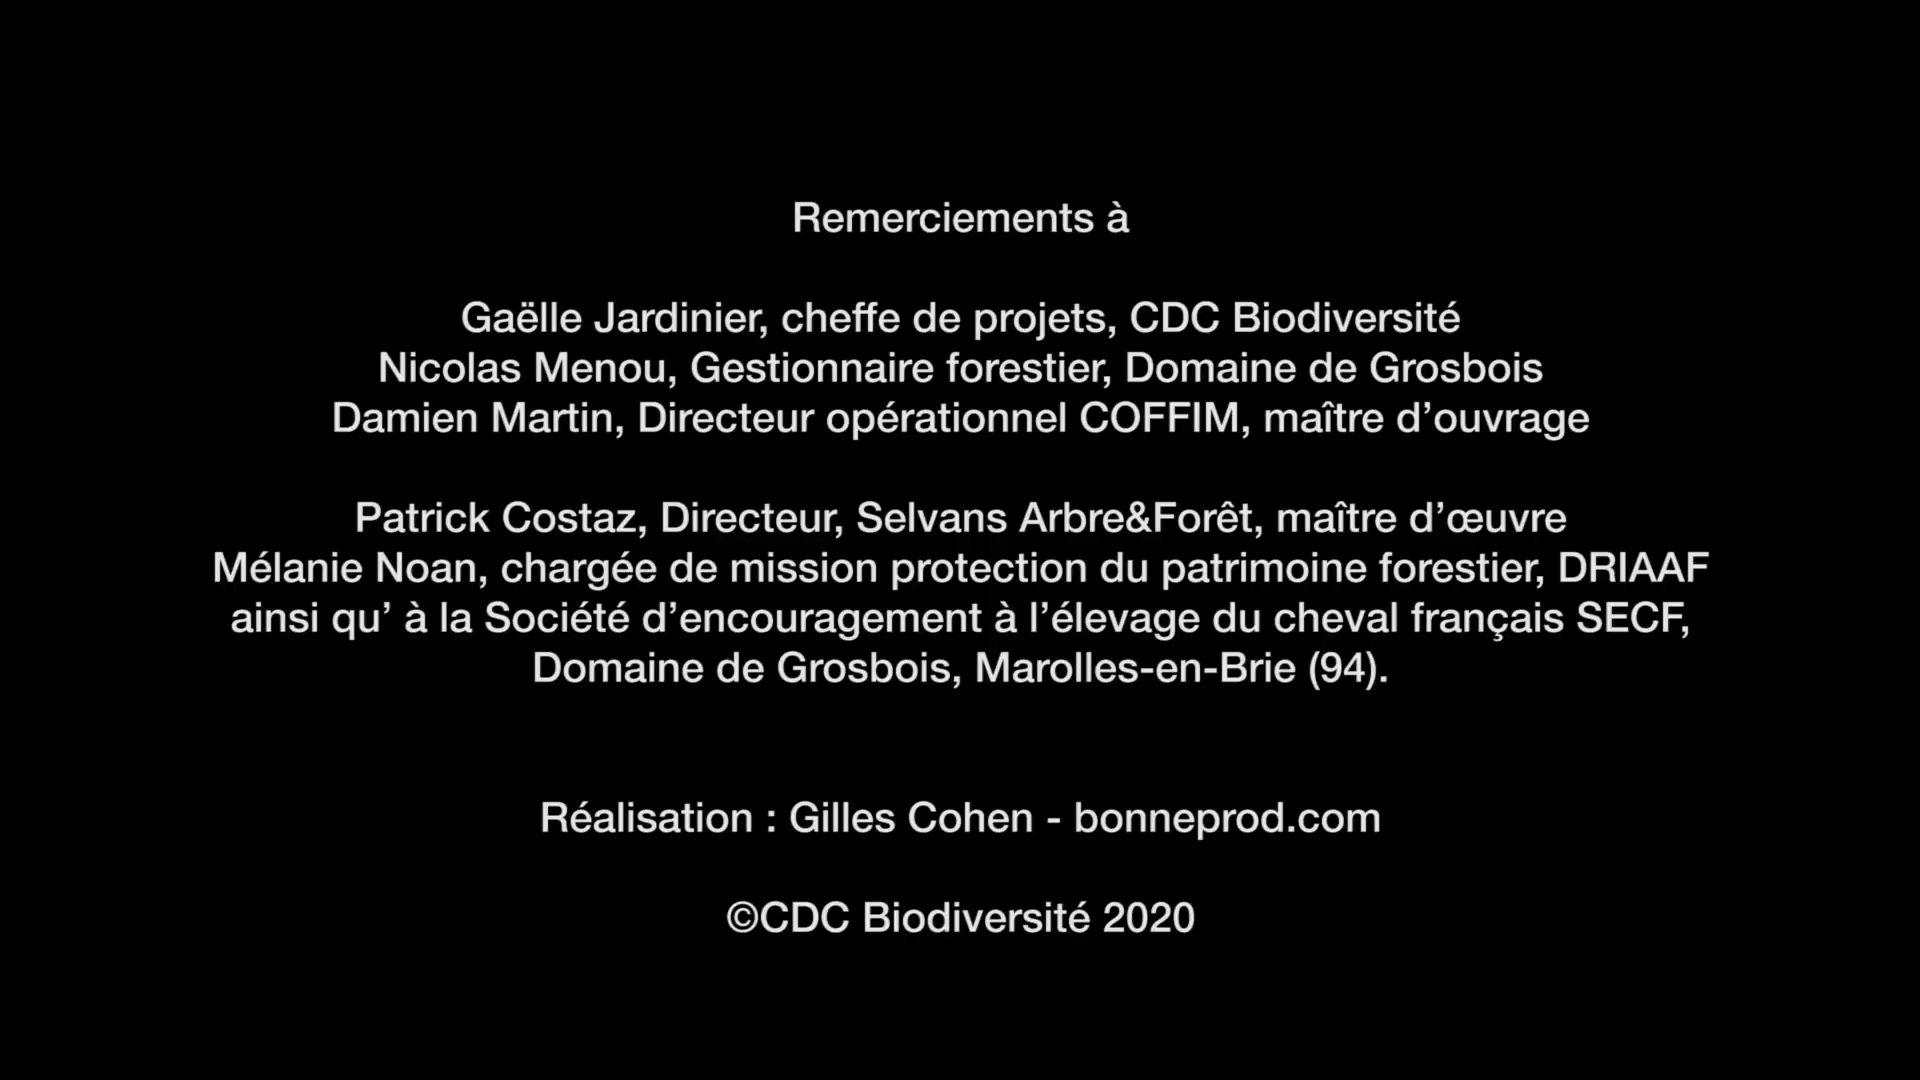 Remerciements à
Gaëlle Jardinier, cheffe de projets, CDC Biodiversité
Nicolas Menou, Gestionnaire forestier, Domaine de Grosbois
Damien Martin, Directeur opérationnel COFFIM, maître d’ouvrage
Patrick Costaz, Directeur, Selvans Arbre&Forêt, maître d’œuvre
Mélanie Noan, chargée de mission protection du patrimoine forestier, DRIAAF
ainsi qu’ à la Société d’encouragement à l’élevage du cheval français SECF,
Domaine de Grosbois, Marolles-en-Brie (94).
Réalisation : Gilles Cohen - bonneprod.com
©CDC Biodiversité 2020